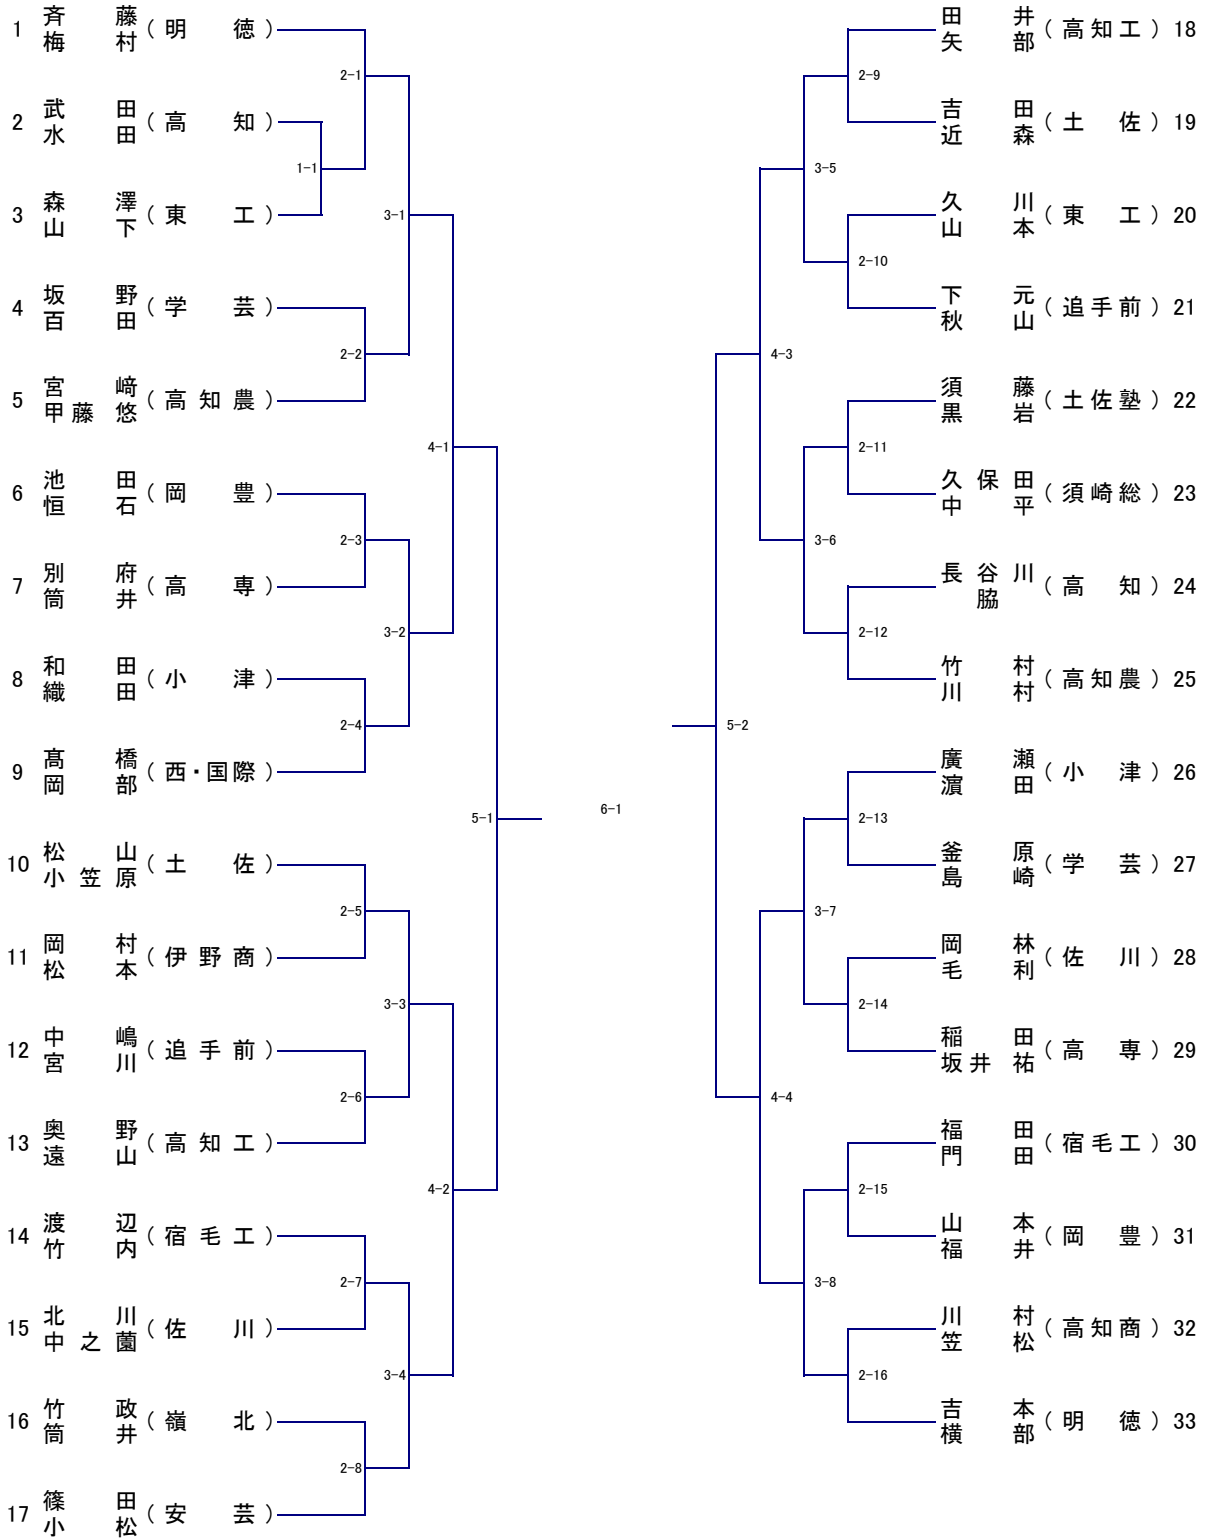 1 斉藤 梅村 (明徳)
2-1
2 武田 水田 (高知)
1-1
3 森澤 山下 (東工)
3-1
4 坂野 百田 (学芸)
2-2
5 宮﨑 甲藤悠 (高知農)
4-1
6 池田 恒石 (岡豊)
2-3
7 別府 筒井 (高専)
3-2
8 和田 織田 (小津)
2-4
9 髙橋 岡部 (西・国際)
5-1
10 松山 小笠原 (土佐)
2-5
11 岡村 松本 (伊野商)
3-3
12 中嶋 宮川 (追手前)
2-6
13 奥野 遠山 (高知工)
4-2
14 渡辺 竹内 (宿毛工)
2-7
15 北川 中之薗 (佐川)
3-4
16 竹政 筒井 (嶺北)
2-8
17 篠田 小松 (安芸)
6-1
田井 矢部 (高知工) 18
2-9
吉田 近森 (土佐) 19
3-5
久川 山本 (東工) 20
2-10
下元 秋山 (追手前) 21
4-3
須藤 黒岩 (土佐塾) 22
2-11
久保田 中平 (須崎総) 23
3-6
長谷川 脇 (高知) 24
2-12
竹村 川村 (高知農) 25
5-2
廣瀬 濵田 (小津) 26
2-13
釜原 島崎 (学芸) 27
3-7
岡林 毛利 (佐川) 28
2-14
稲田 坂井祐 (高専) 29
4-4
福田 門田 (宿毛工) 30
2-15
山本 福井 (岡豊) 31
3-8
川村 笠松 (高知商) 32
2-16
吉本 横部 (明徳) 33